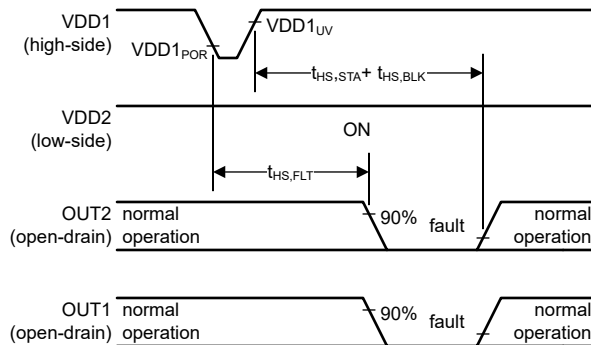 VDD1
(high-side)
VDD1POR
VDD1UV
tHS,STA+ tHS,BLK
VDD2
(low-side)
ON
tHS,FLT
OUT2
(open-drain)
normal
operation
90%
fault
normal
operation
OUT1
(open-drain)
normal
operation
90%
fault
normal
operation